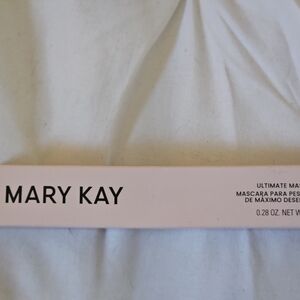 MARY KAY
ULTIMATE
MASCARA PARA
DE MÁXIMO
0.28 OZ. NET